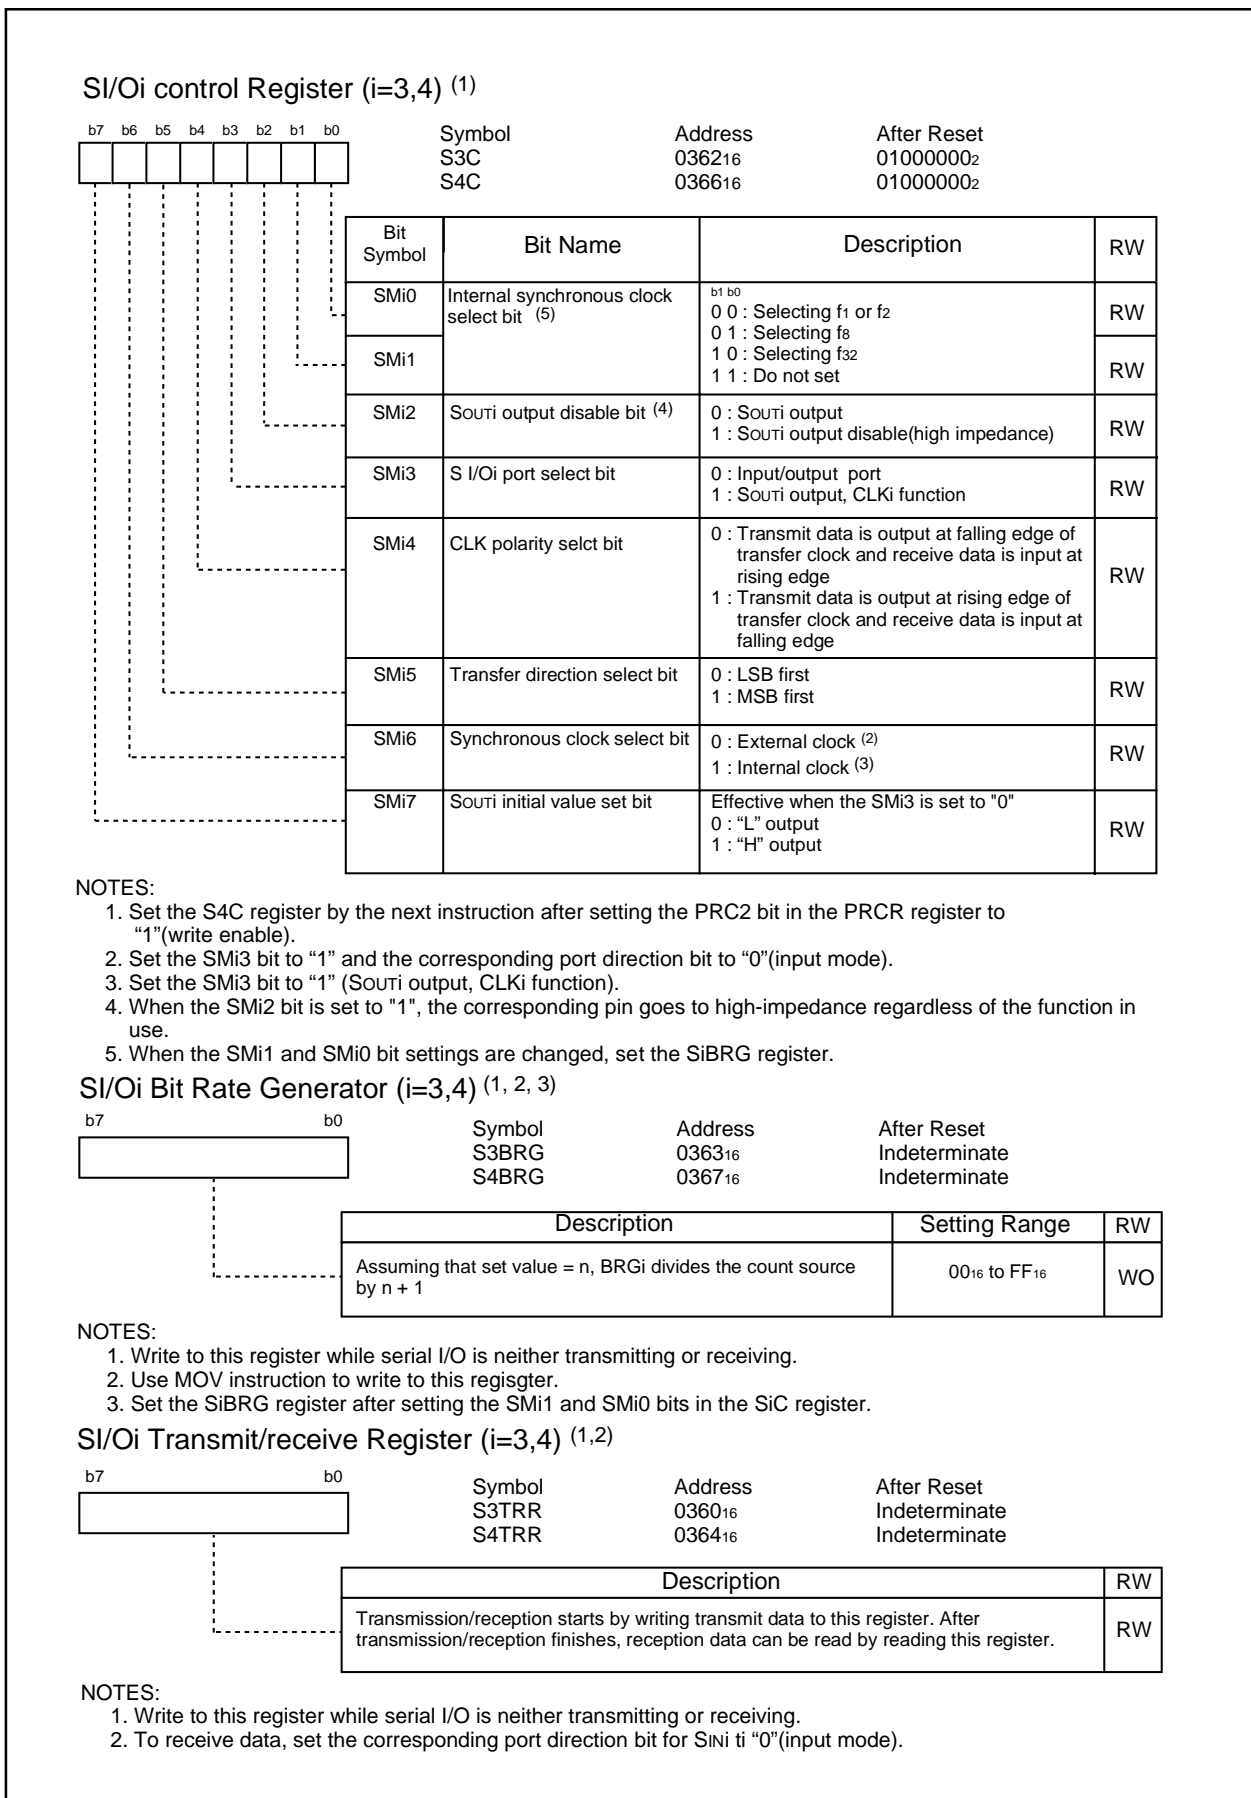 SI/Oi control Register (i=3,4) (1)
b7 b6 b5 b4 b3 b2 b1 b0
Symbol Address After Reset
S3C 036216 010000002
S4C 036616 010000002
Bit Symbol Bit Name Description RW
SMi0 Internal synchronous clock select bit (5) b1 b0
0 0 : Selecting f1 or f2 RW
0 1 : Selecting f8
SMi1 1 0 : Selecting f32
1 1 : Do not set RW
SMi2 SOUTi output disable bit (4) 0 : SOUTi output
1 : SOUTi output disable(high impedance) RW
SMi3 S I/Oi port select bit 0 : Input/output port
1 : SOUTi output, CLKi function RW
SMi4 CLK polarity selct bit 0 : Transmit data is output at falling edge of
transfer clock and receive data is input at
rising edge RW
1 : Transmit data is output at rising edge of
transfer clock and receive data is input at
falling edge
SMi5 Transfer direction select bit 0 : LSB first
1 : MSB first RW
SMi6 Synchronous clock select bit 0 : External clock (2)
1 : Internal clock (3) RW
SMi7 SOUTi initial value set bit Effective when the SMi3 is set to "0"
0 : “L” output
1 : “H” output RW
NOTES:
1. Set the S4C register by the next instruction after setting the PRC2 bit in the PRCR register to
“1”(write enable).
2. Set the SMi3 bit to “1” and the corresponding port direction bit to “0”(input mode).
3. Set the SMi3 bit to “1” (SOUTi output, CLKi function).
4. When the SMi2 bit is set to "1", the corresponding pin goes to high-impedance regardless of the function in
use.
5. When the SMi1 and SMi0 bit settings are changed, set the SiBRG register.
SI/Oi Bit Rate Generator (i=3,4) (1, 2, 3)
b7 b0
Symbol Address After Reset
S3BRG 036316 Indeterminate
S4BRG 036716 Indeterminate
Description Setting Range RW
Assuming that set value = n, BRGi divides the count source
by n + 1 0016 to FF16 WO
NOTES:
1. Write to this register while serial I/O is neither transmitting or receiving.
2. Use MOV instruction to write to this regisgter.
3. Set the SiBRG register after setting the SMi1 and SMi0 bits in the SiC register.
SI/Oi Transmit/receive Register (i=3,4) (1,2)
b7 b0
Symbol Address After Reset
S3TRR 036016 Indeterminate
S4TRR 036416 Indeterminate
Description RW
Transmission/reception starts by writing transmit data to this register. After
transmission/reception finishes, reception data can be read by reading this register. RW
NOTES:
1. Write to this register while serial I/O is neither transmitting or receiving.
2. To receive data, set the corresponding port direction bit for SINi ti “0”(input mode).